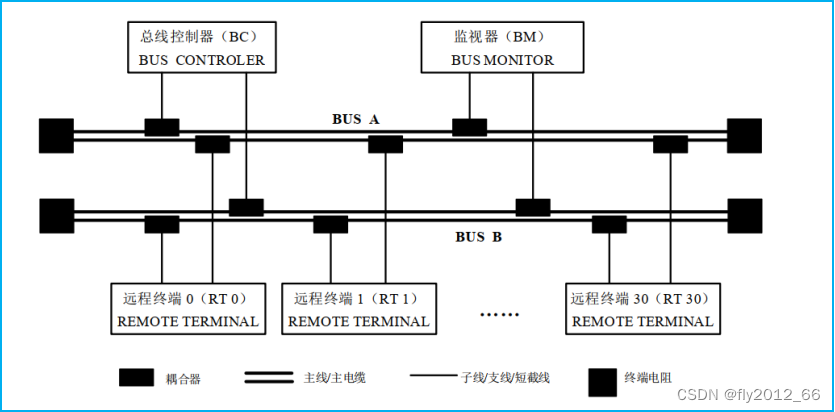 总线控制器（BC）
BUS CONTROLER
监视器（BM）
BUS MONITOR
BUS A
BUS B
远程终端 0（RT 0）
REMOTE TERMINAL
远程终端 1（RT 1）
REMOTE TERMINAL
……
远程终端 30（RT 30）
REMOTE TERMINAL
耦合器
主线/主电缆
子线/支线/短截线
终端电阻
CSDN @fly2012_66